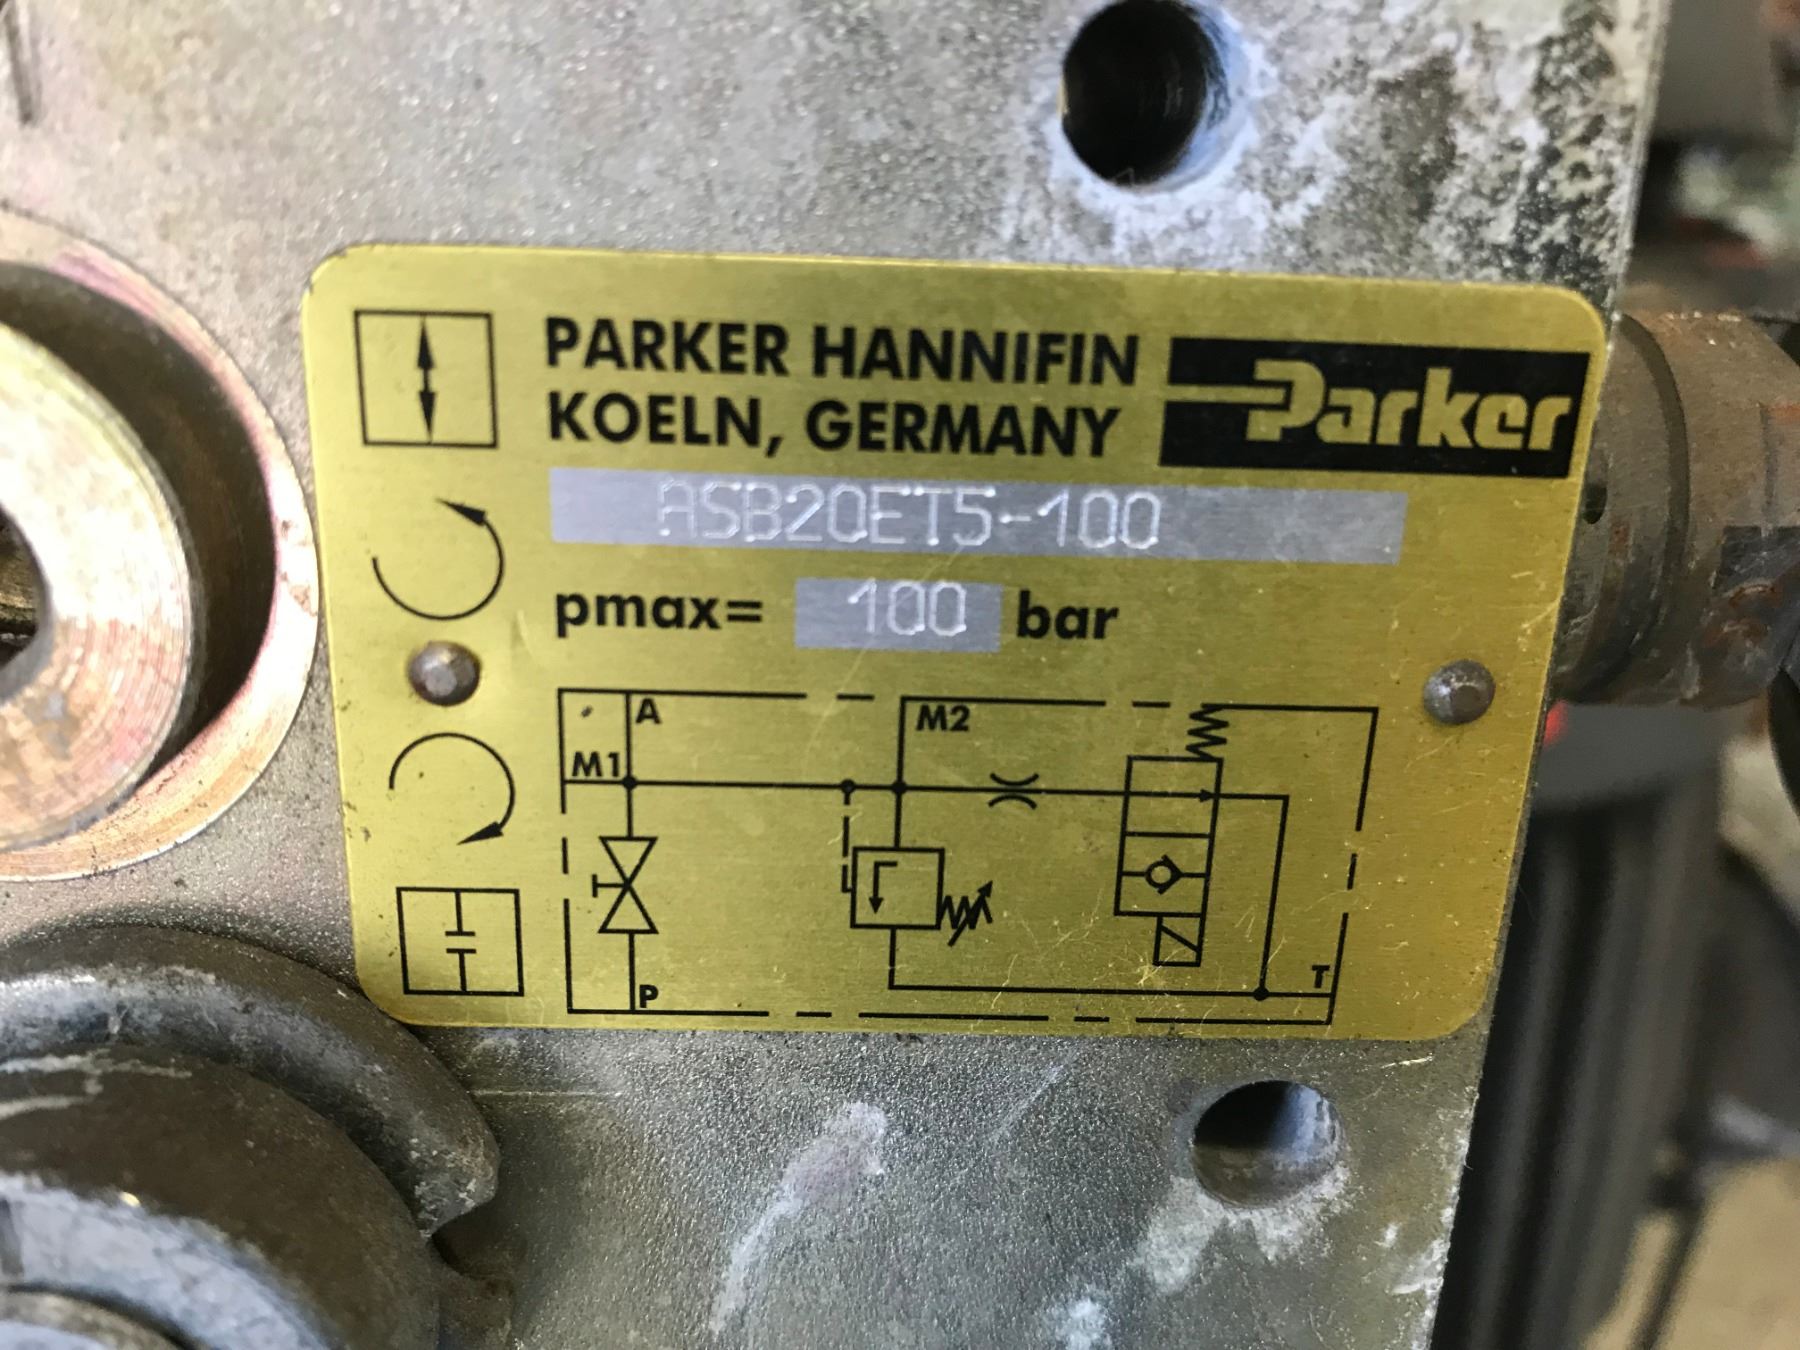 PARKER HANNIFIN
KOELN, GERMANY
Parker
ASB20ET5-100
pmax= 100 bar
A
M2
M1
T
P